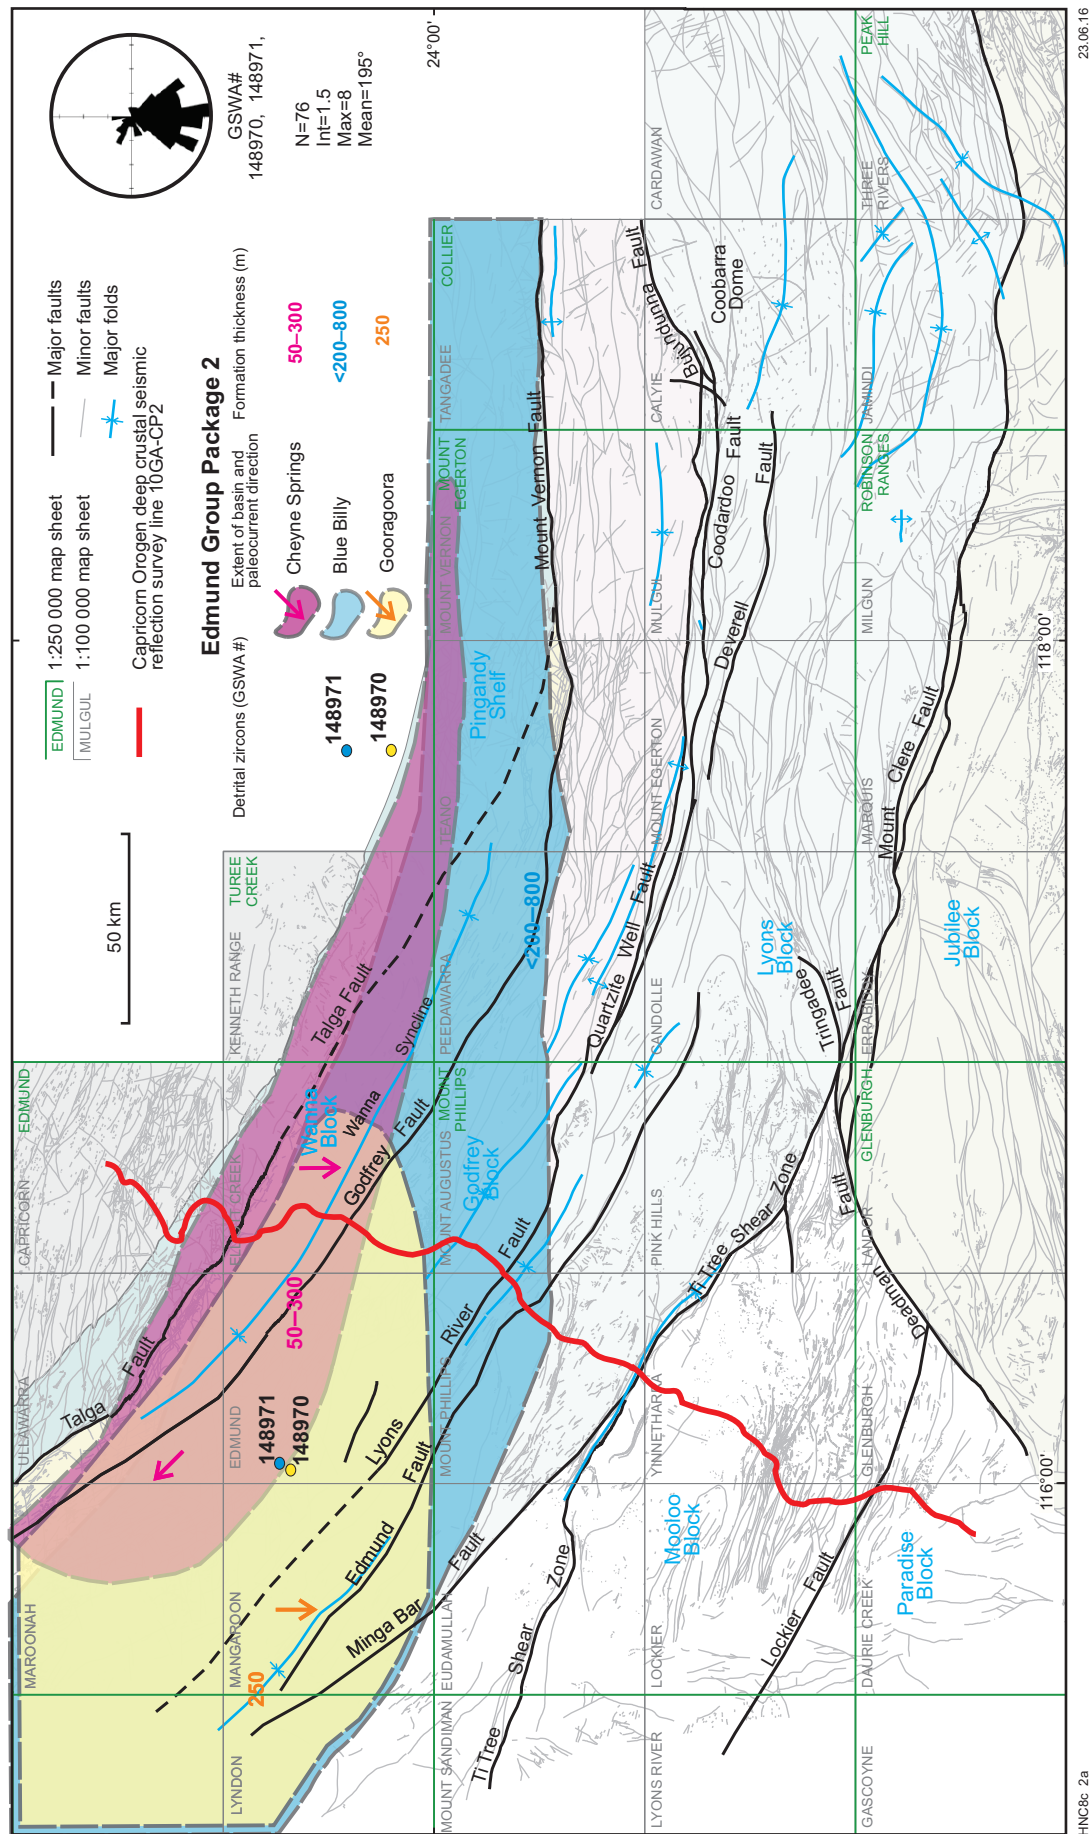 EDMUND
MULGUL
1:250 000 map sheet
1:100 000 map sheet
Capricorn Orogen deep crustal seismic
reflection survey line 10GA-CP2
Major faults
Minor faults
Major folds
50 km
Edmund Group Package 2
Detrital zircons (GSWA #)
Extent of basin and
paleocurrent direction
Formation thickness (m)
Cheyne Springs
50–300
148971
Blue Billy
<200–800
148970
Gooragoora
250
GSWA#
148970, 148971,
N=76
Int=1.5
Max=8
Mean=195°
24°00'
118°00'
116°00'
MAROONAH
ULLAWARRA
CAPRICORN
EDMUND
LYNDON
MANGAROON
EDMUND
ELLIOTT CREEK
KENNETH RANGE
TUREE
CREEK
MOUNT SANDIMAN
EUDAMULLAH
MOUNT PHILLIPS
MOUNT AUGUSTUS
MOUNT
PHILLIPS
PEEDAWARRA
TEANO
MOUNT VERNON
MOUNT
EGERTON
TANGADEE
COLLIER
LYONS RIVER
LOCKIER
YINNETHARRA
PINK HILLS
CANDOLLE
MOUNT EGERTON
MULGUL
CALYIE
CARDAWAN
GASCOYNE
DAURIE CREEK
GLENBURGH
LANDOR
GLENBURGH
ERRABIDDY
MARQUIS
MILGUN
ROBINSON
RANGES
JAMINDI
THREE
RIVERS
PEAK
HILL
Talga
Fault
Talga Fault
Wanna
Block
Wanna
Syncline
Godfrey
Fault
50–300
148971
148970
250
Lyons
River
Fault
Edmund
Fault
Minga Bar
Fault
Godfrey
Block
Pingandy
Shelf
<200–800
Mount Vernon Fault
Quartzite Well Fault
Bujundunna
Fault
Coobarra
Dome
Coodardoo
Fault
Deverell
Fault
Ti Tree
Shear
Zone
Ti Tree Shear Zone
Mooloo
Block
Lyons
Block
Tringadee
Fault
Mount Clere Fault
Jubilee
Block
Deadman
Fault
Lockier
Fault
Paradise
Block
HNC8c 2a
23.06.16